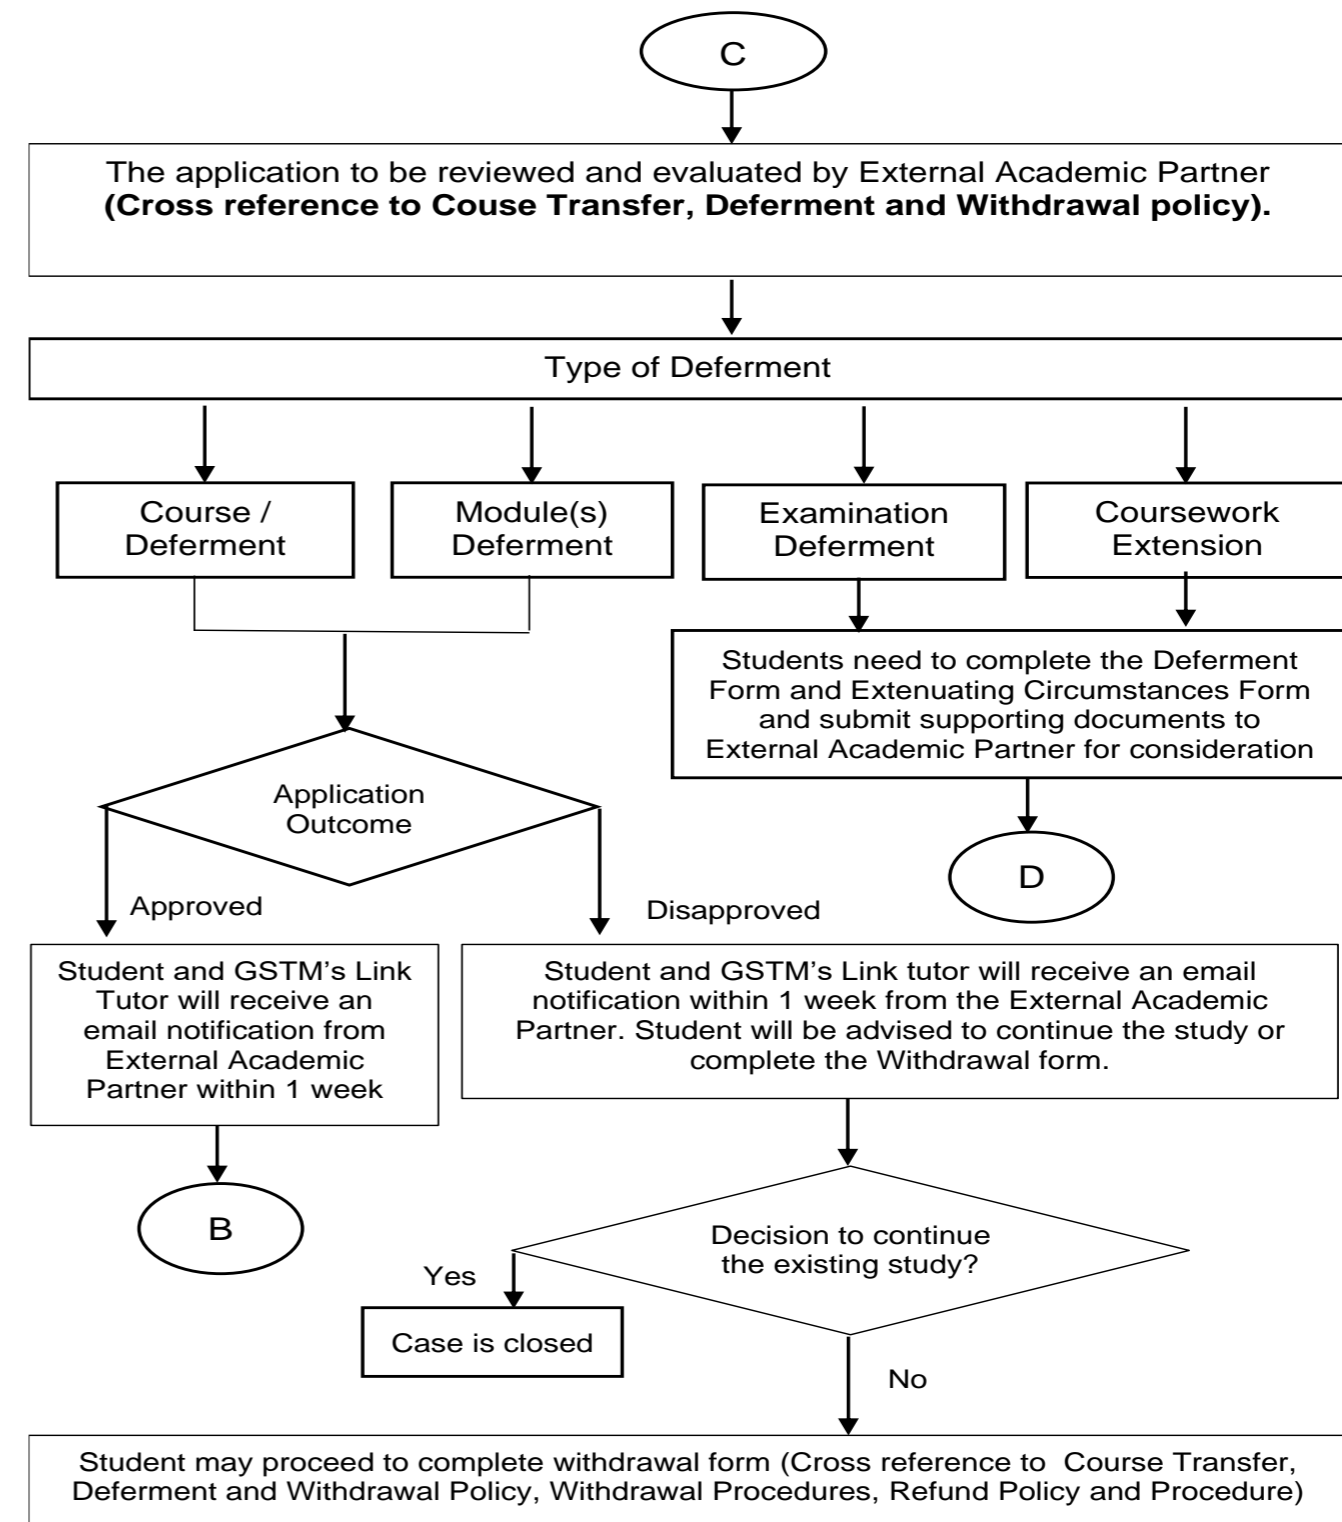 C
The application to be reviewed and evaluated by External Academic Partner
(Cross reference to Couse Transfer, Deferment and Withdrawal policy).
Type of Deferment
Course /
Deferment
Module(s)
Deferment
Examination
Deferment
Coursework
Extension
Students need to complete the Deferment
Form and Extenuating Circumstances Form
and submit supporting documents to
External Academic Partner for consideration
Application
Outcome
D
Approved
Disapproved
Student and GSTM’s Link
Tutor will receive an
email notification from
External Academic
Partner within 1 week
Student and GSTM’s Link tutor will receive an email
notification within 1 week from the External Academic
Partner. Student will be advised to continue the study or
complete the Withdrawal form.
B
Decision to continue
the existing study?
Yes
Case is closed
No
Student may proceed to complete withdrawal form (Cross reference to Course Transfer,
Deferment and Withdrawal Policy, Withdrawal Procedures, Refund Policy and Procedure)